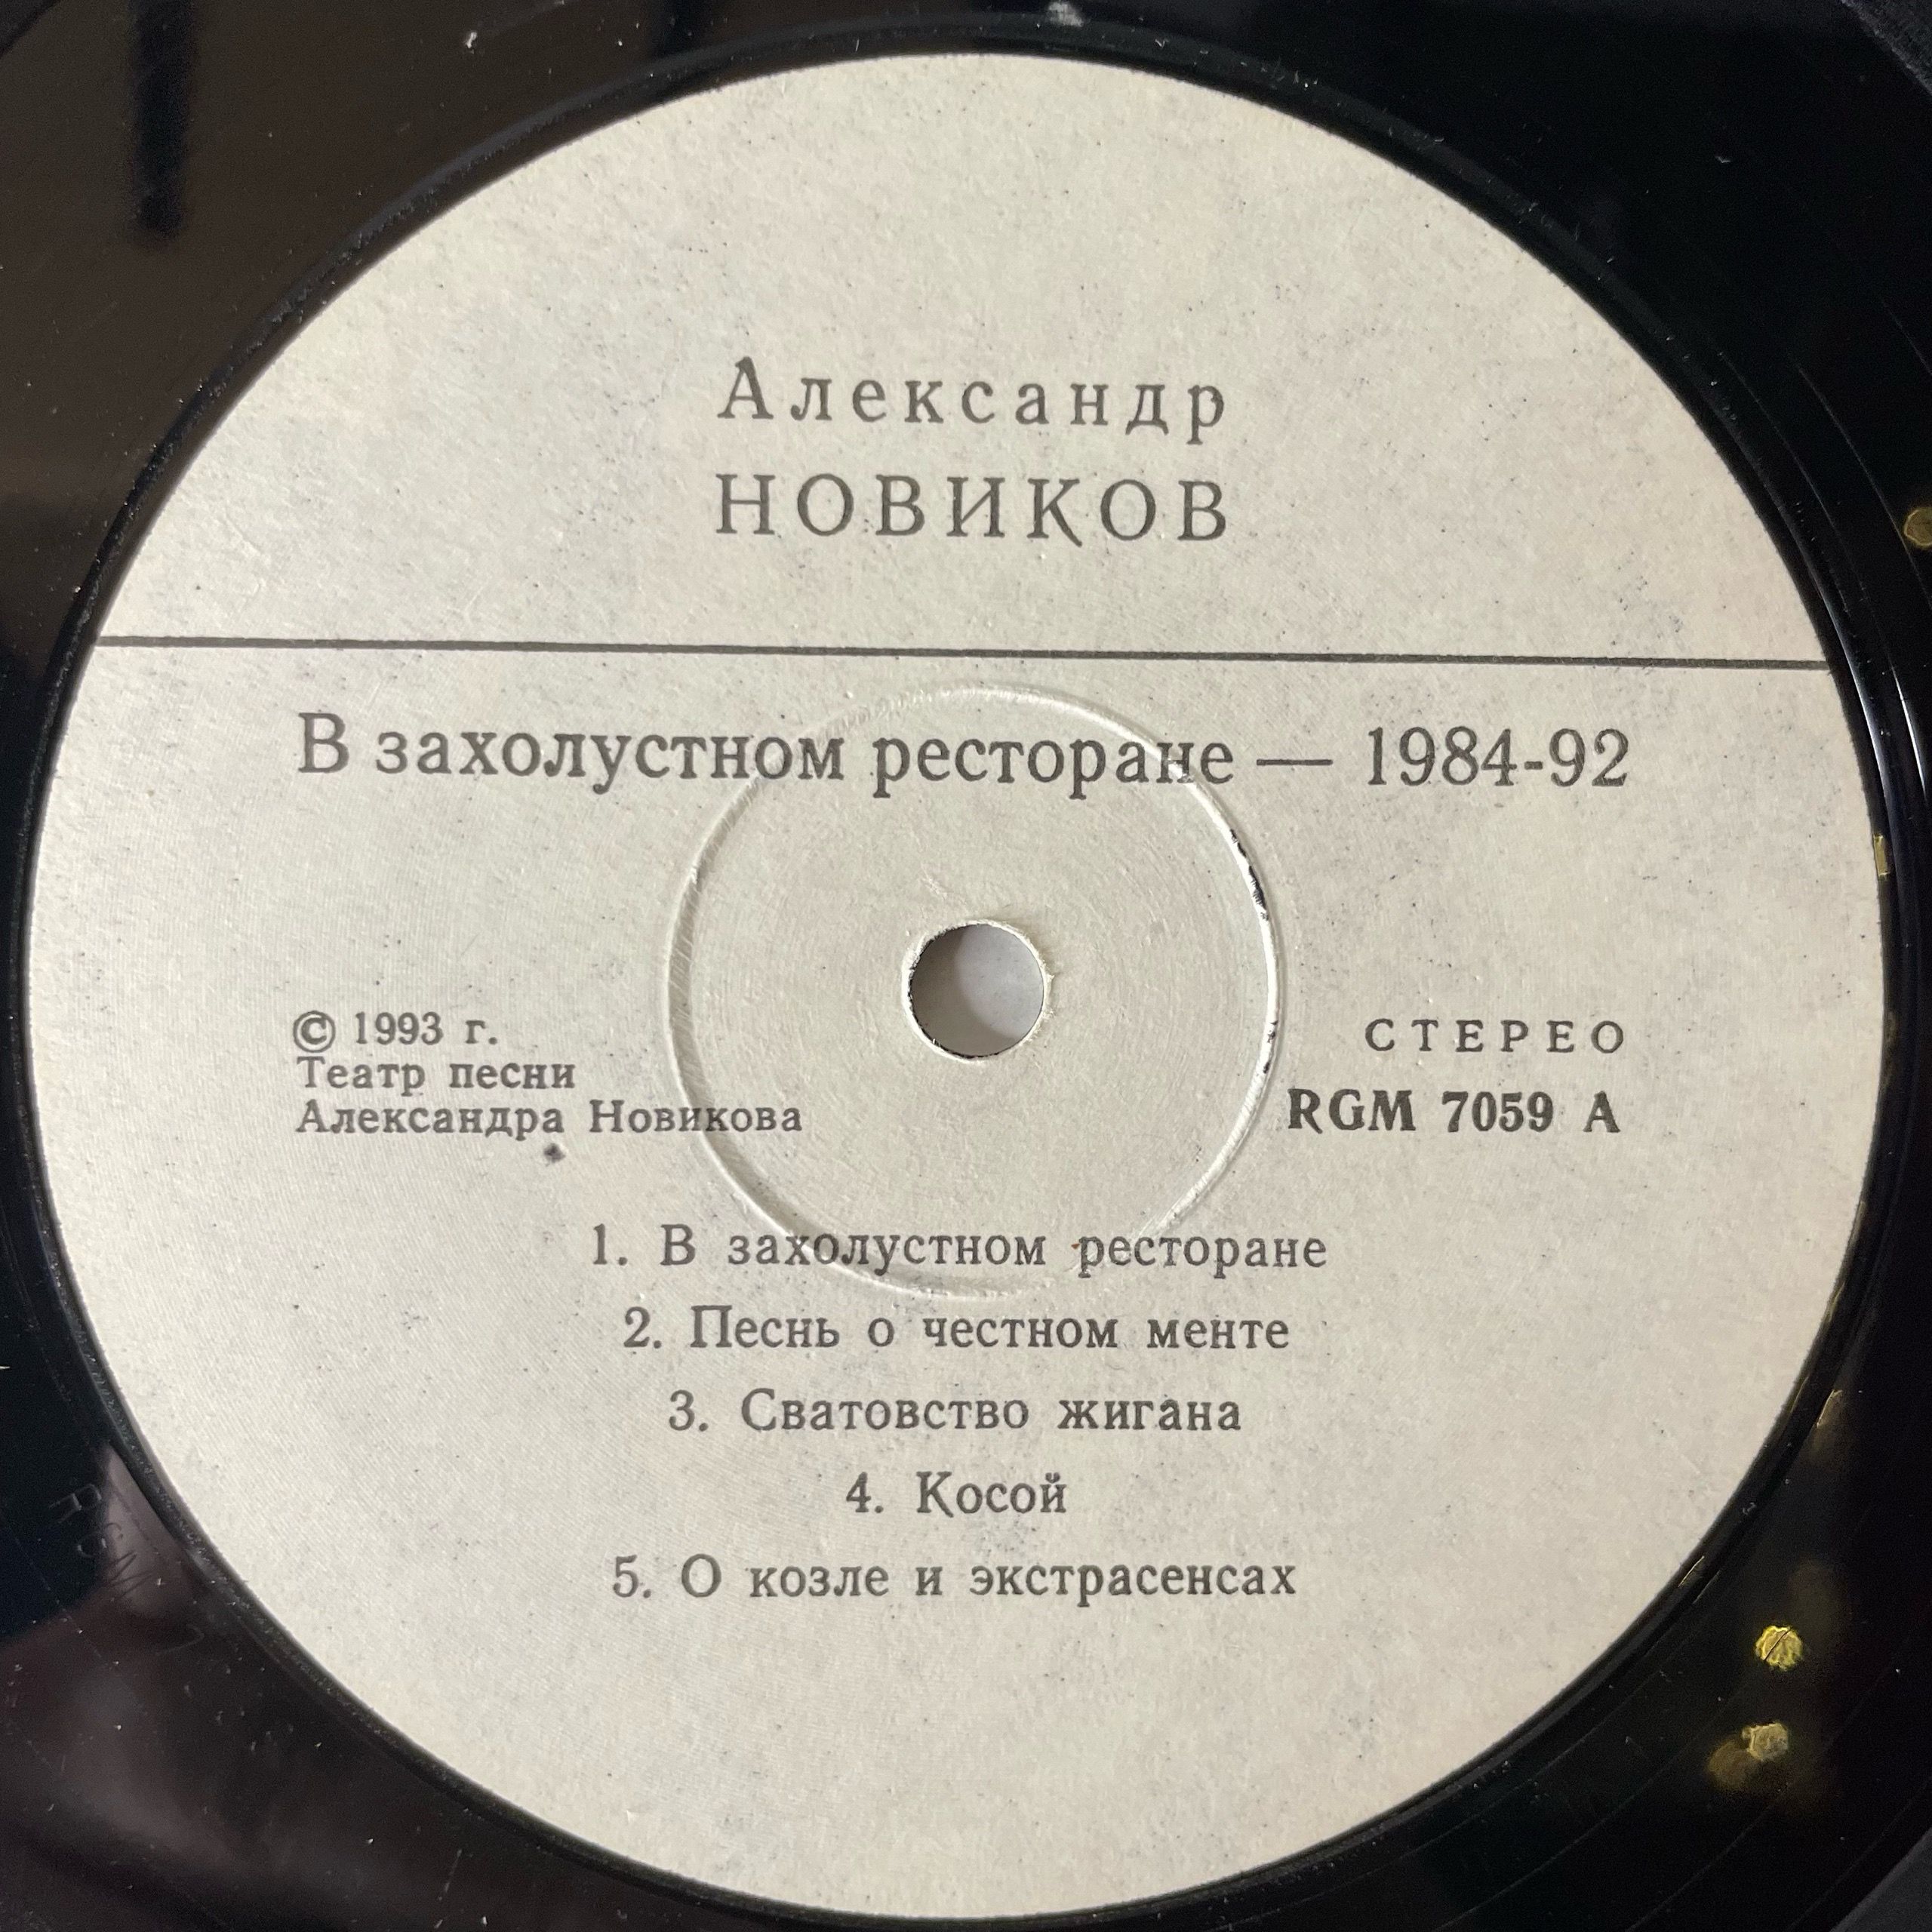 Александр
НОВИКОВ
В захолустном ресторане — 1984-92
© 1993 г.
Театр песни
Александра Новикова
СТЕРЕО
RGM 7059 A
1. В захолустном ресторане
2. Песнь о честном менте
3. Сватовство жигана
4. Косой
5. О козле и экстрасенсах